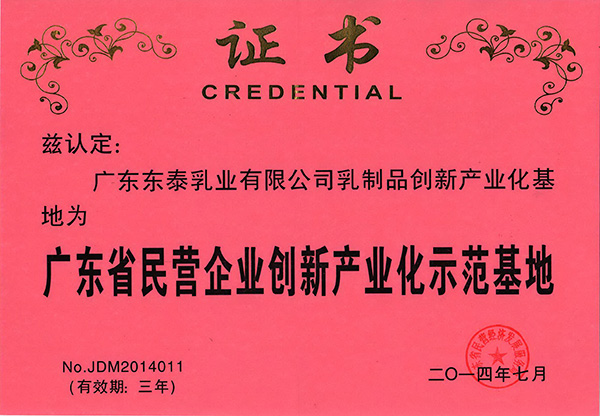 证书
CREDENTIAL
兹认定：
广东东泰乳业有限公司乳制品创新产业化基
地为
广东省民营企业创新产业化示范基地
No.JDM2014011
（有效期：三年）
二〇一四年七月